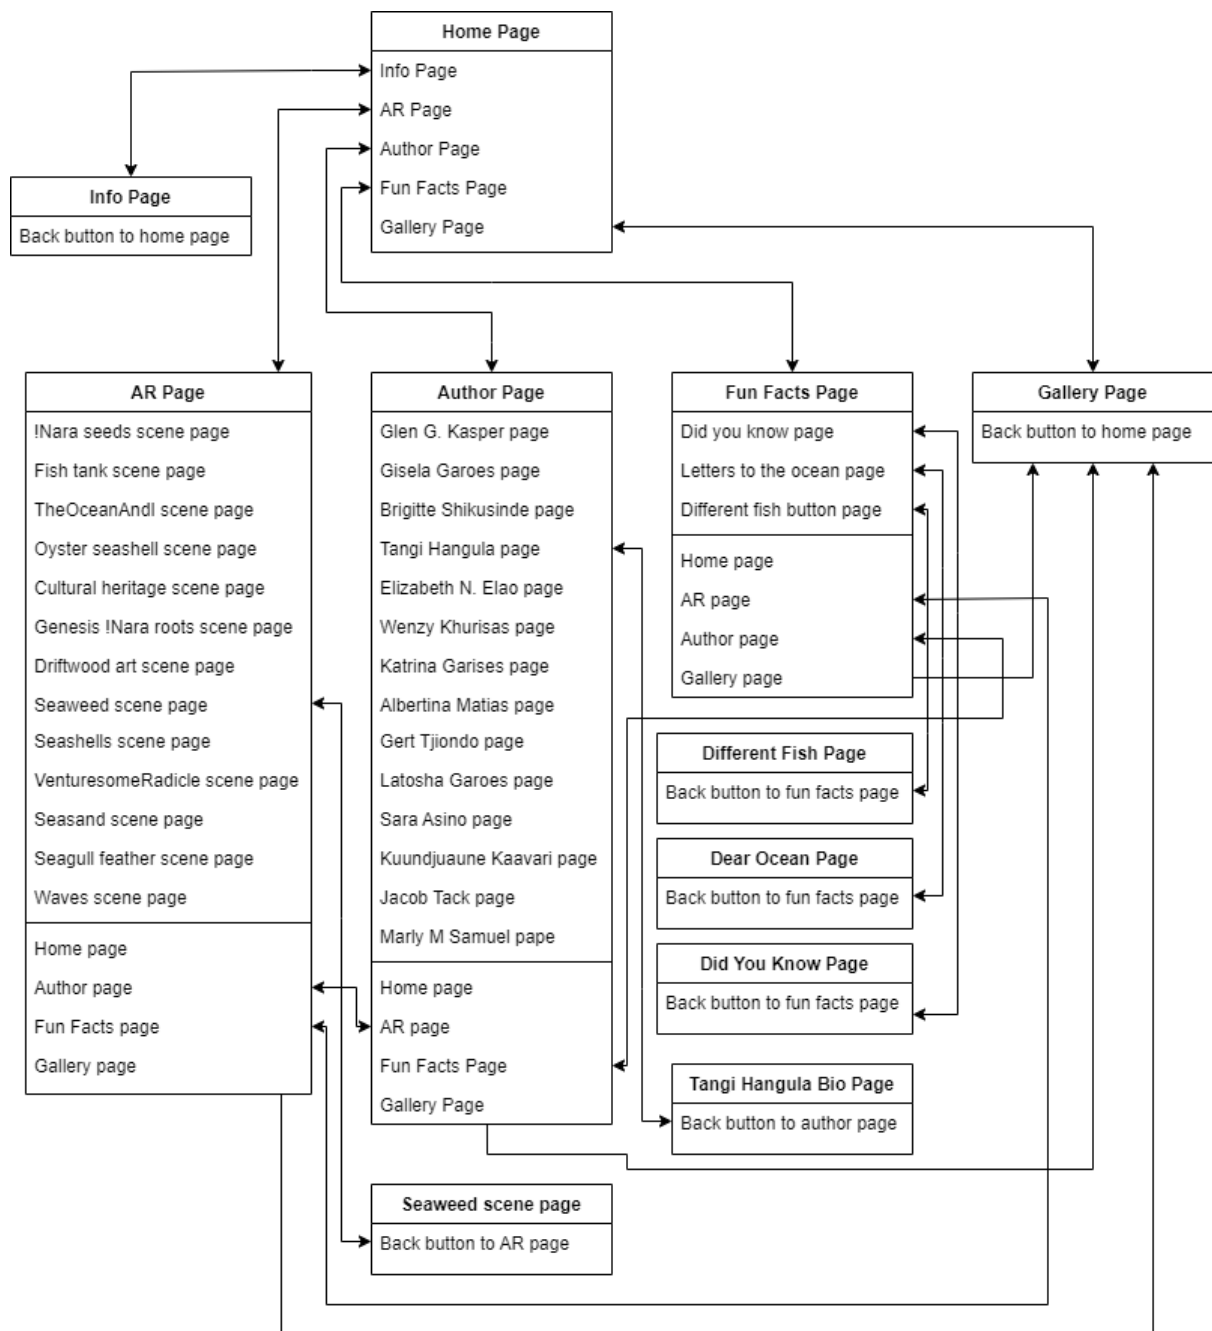 Home Page
Info Page
AR Page
Author Page
Fun Facts Page
Gallery Page
Info Page
Back button to home page
AR Page
!Nara seeds scene page
Fish tank scene page
TheOceanAndI scene page
Oyster seashell scene page
Cultural heritage scene page
Genesis !Nara roots scene page
Driftwood art scene page
Seaweed scene page
Seashells scene page
VenturesomeRadicle scene page
Seasand scene page
Seagull feather scene page
Waves scene page
Home page
Author page
Fun Facts page
Gallery page
Author Page
Glen G. Kasper page
Gisela Garoes page
Brigitte Shikusinde page
Tangi Hangula page
Elizabeth N. Elao page
Wenzy Khurisas page
Katrina Garises page
Albertina Matias page
Gert Tjiondo page
Latosha Garoes page
Sara Asino page
Kuundjuaune Kaavari page
Jacob Tack page
Marly M Samuel pape
Home page
AR page
Fun Facts Page
Gallery Page
Fun Facts Page
Did you know page
Letters to the ocean page
Different fish button page
Home page
AR page
Author page
Gallery page
Gallery Page
Back button to home page
Different Fish Page
Back button to fun facts page
Dear Ocean Page
Back button to fun facts page
Did You Know Page
Back button to fun facts page
Tangi Hangula Bio Page
Back button to author page
Seaweed scene page
Back button to AR page